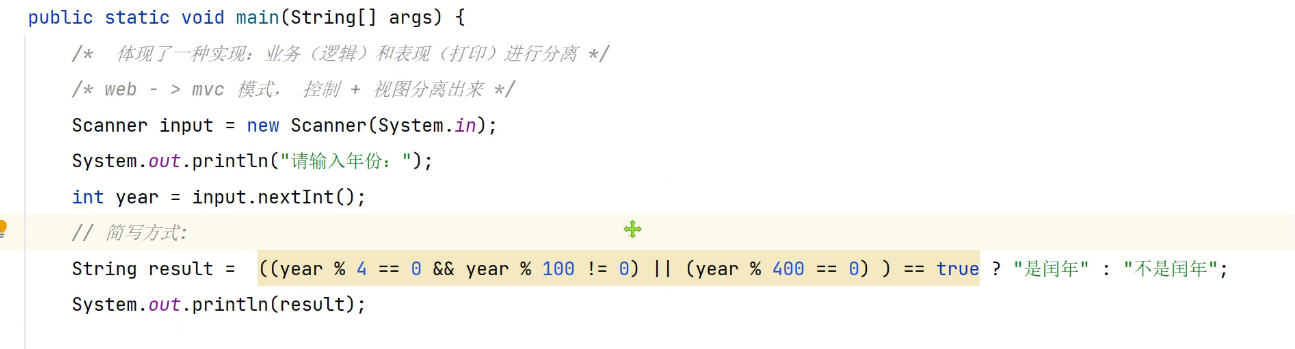 public static void main(String[] args) {
/*  体现了一种实现：业务（逻辑）和表现（打印）进行分离 */
/* web - > mvc 模式， 控制 + 视图分离出来 */
Scanner input = new Scanner(System.in);
System.out.println("请输入年份：");
int year = input.nextInt();
// 简写方式:
String result =  ((year % 4 == 0 && year % 100 != 0) || (year % 400 == 0) ) == true ? "是闰年" : "不是闰年";
System.out.println(result);